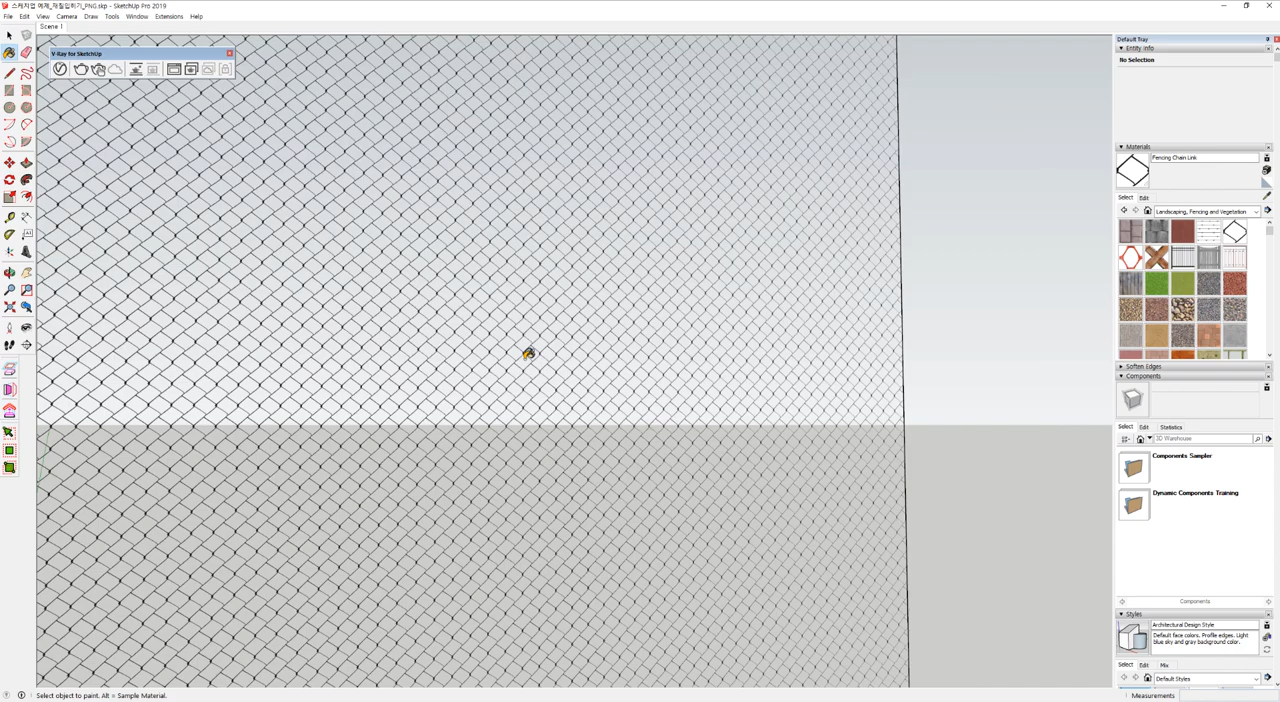 스케치업 예제_재질입히기_PNG.skp - SketchUp Pro 2019
File Edit View Camera Draw Tools Window Extensions Help
Scene 1
V-Ray for SketchUp
Default Tray
Entity Info
No Selection
Materials
Fencing Chain Link
Select Edit
Landscaping, Fencing and Vegetation
Soften Edges
Components
Select Edit Statistics
3D Warehouse
Components Sampler
Dynamic Components Training
Components
Styles
Architectural Design Style
Default face colors. Profile edges. Light
blue sky and gray background color.
Select Edit Mix
Default Styles
Select object to paint. Alt = Sample Material.
Measurements